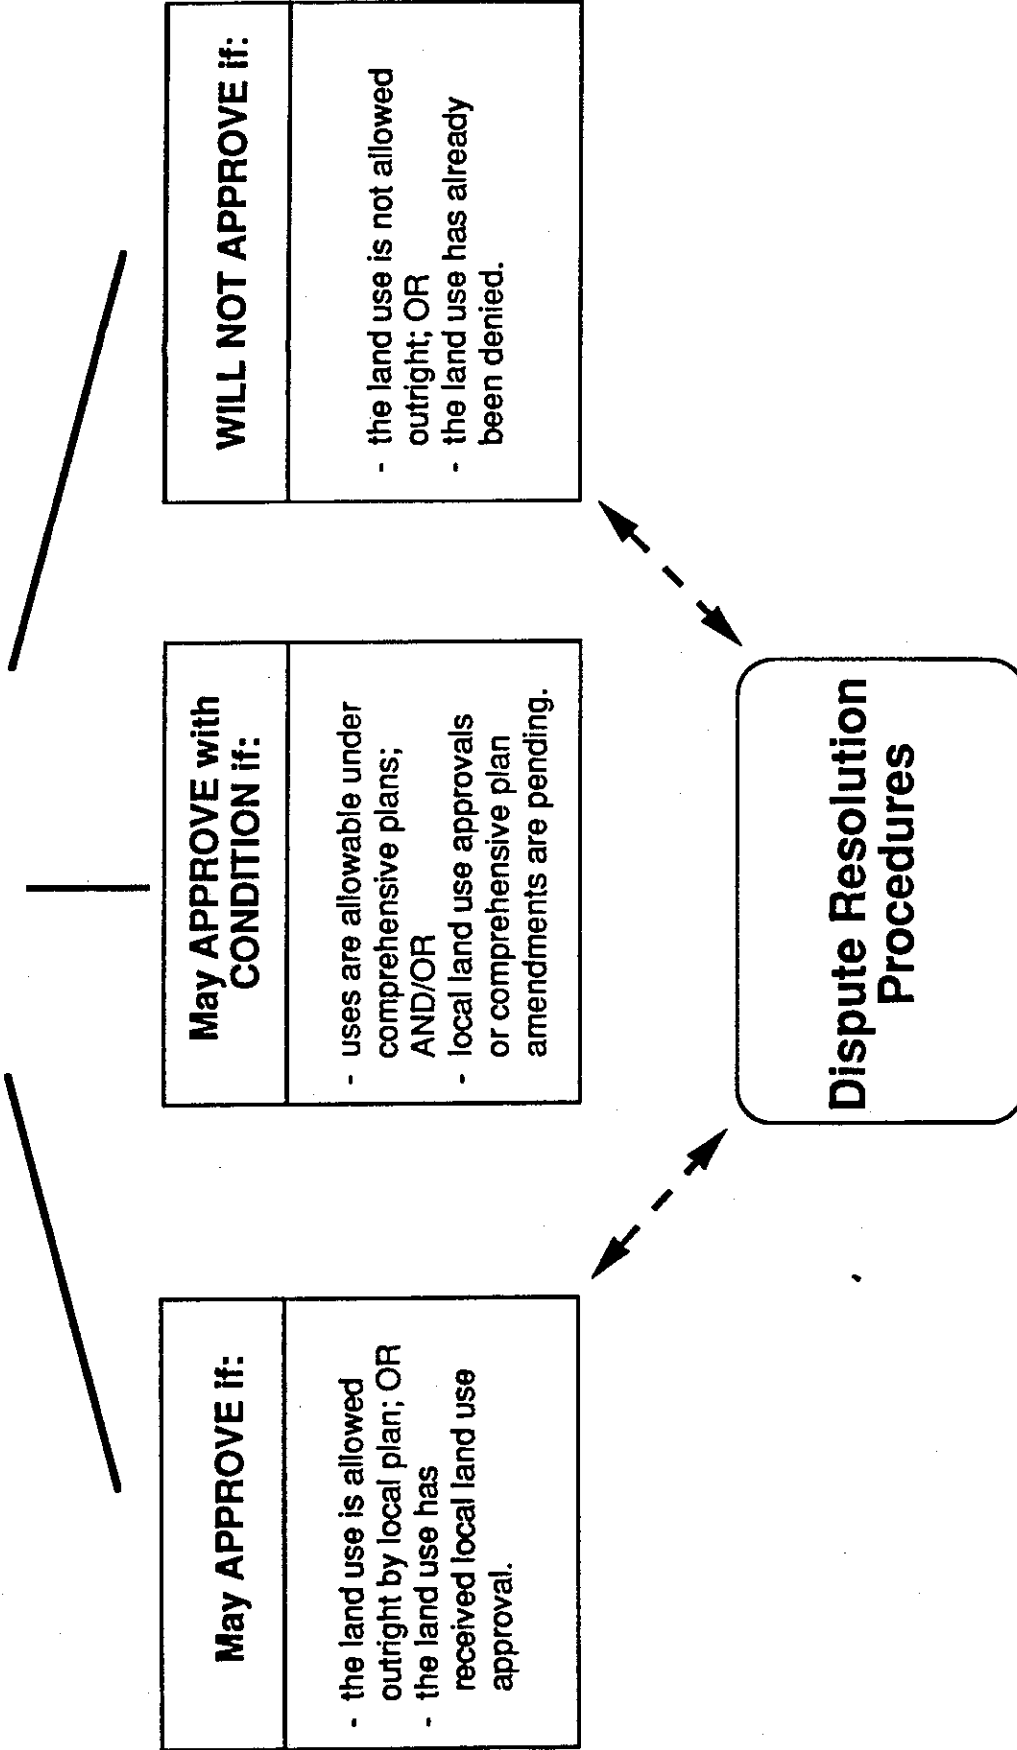 May APPROVE if:
- the land use is allowed
outright by local plan; OR
- the land use has
received local land use
approval.
May APPROVE with
CONDITION if:
- uses are allowable under
comprehensive plans;
AND/OR
- local land use approvals
or comprehensive plan
amendments are pending.
WILL NOT APPROVE if:
- the land use is not allowed
outright; OR
- the land use has already
been denied.
Dispute Resolution
Procedures